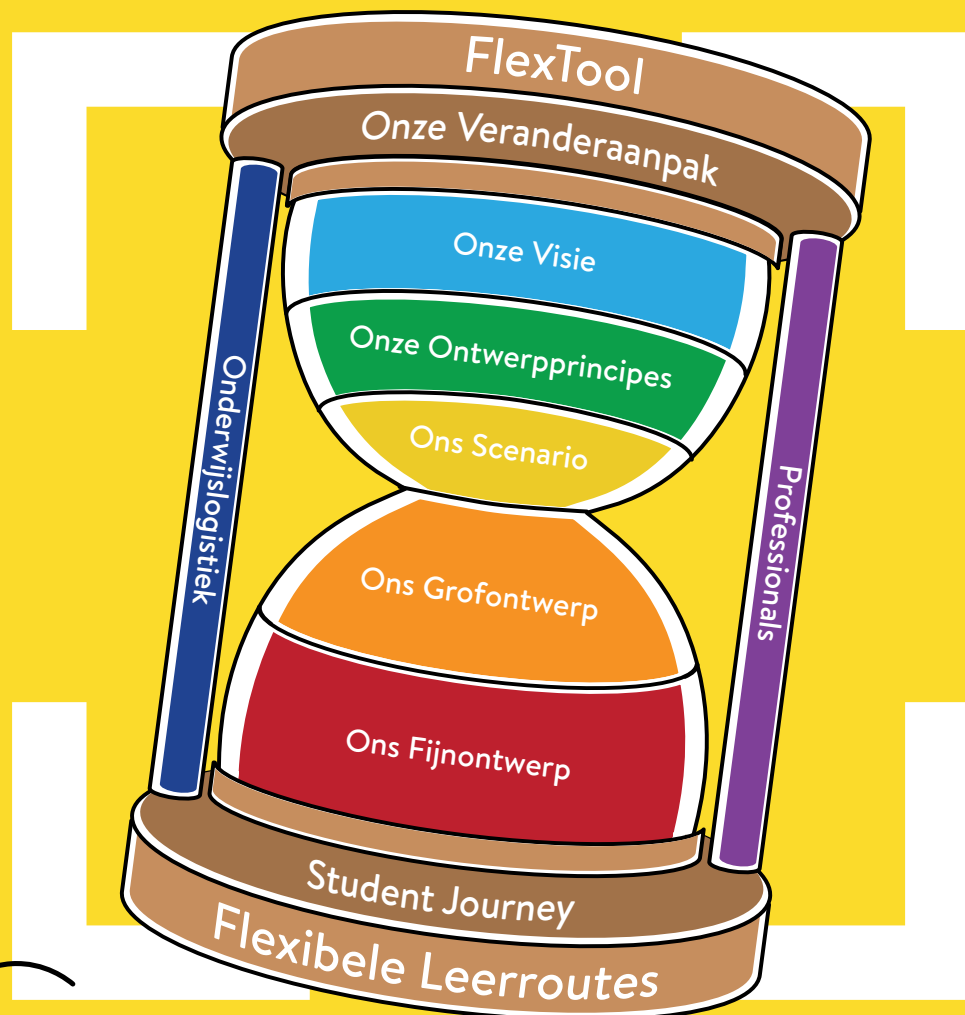 FlexTool
Onze Veranderaanpak
Onze Visie
Onze Ontwerpprincipes
Ons Scenario
Onderwijslogistiek
Professionals
Ons Grofontwerp
Ons Fijnontwerp
Student Journey
Flexibele Leerroutes